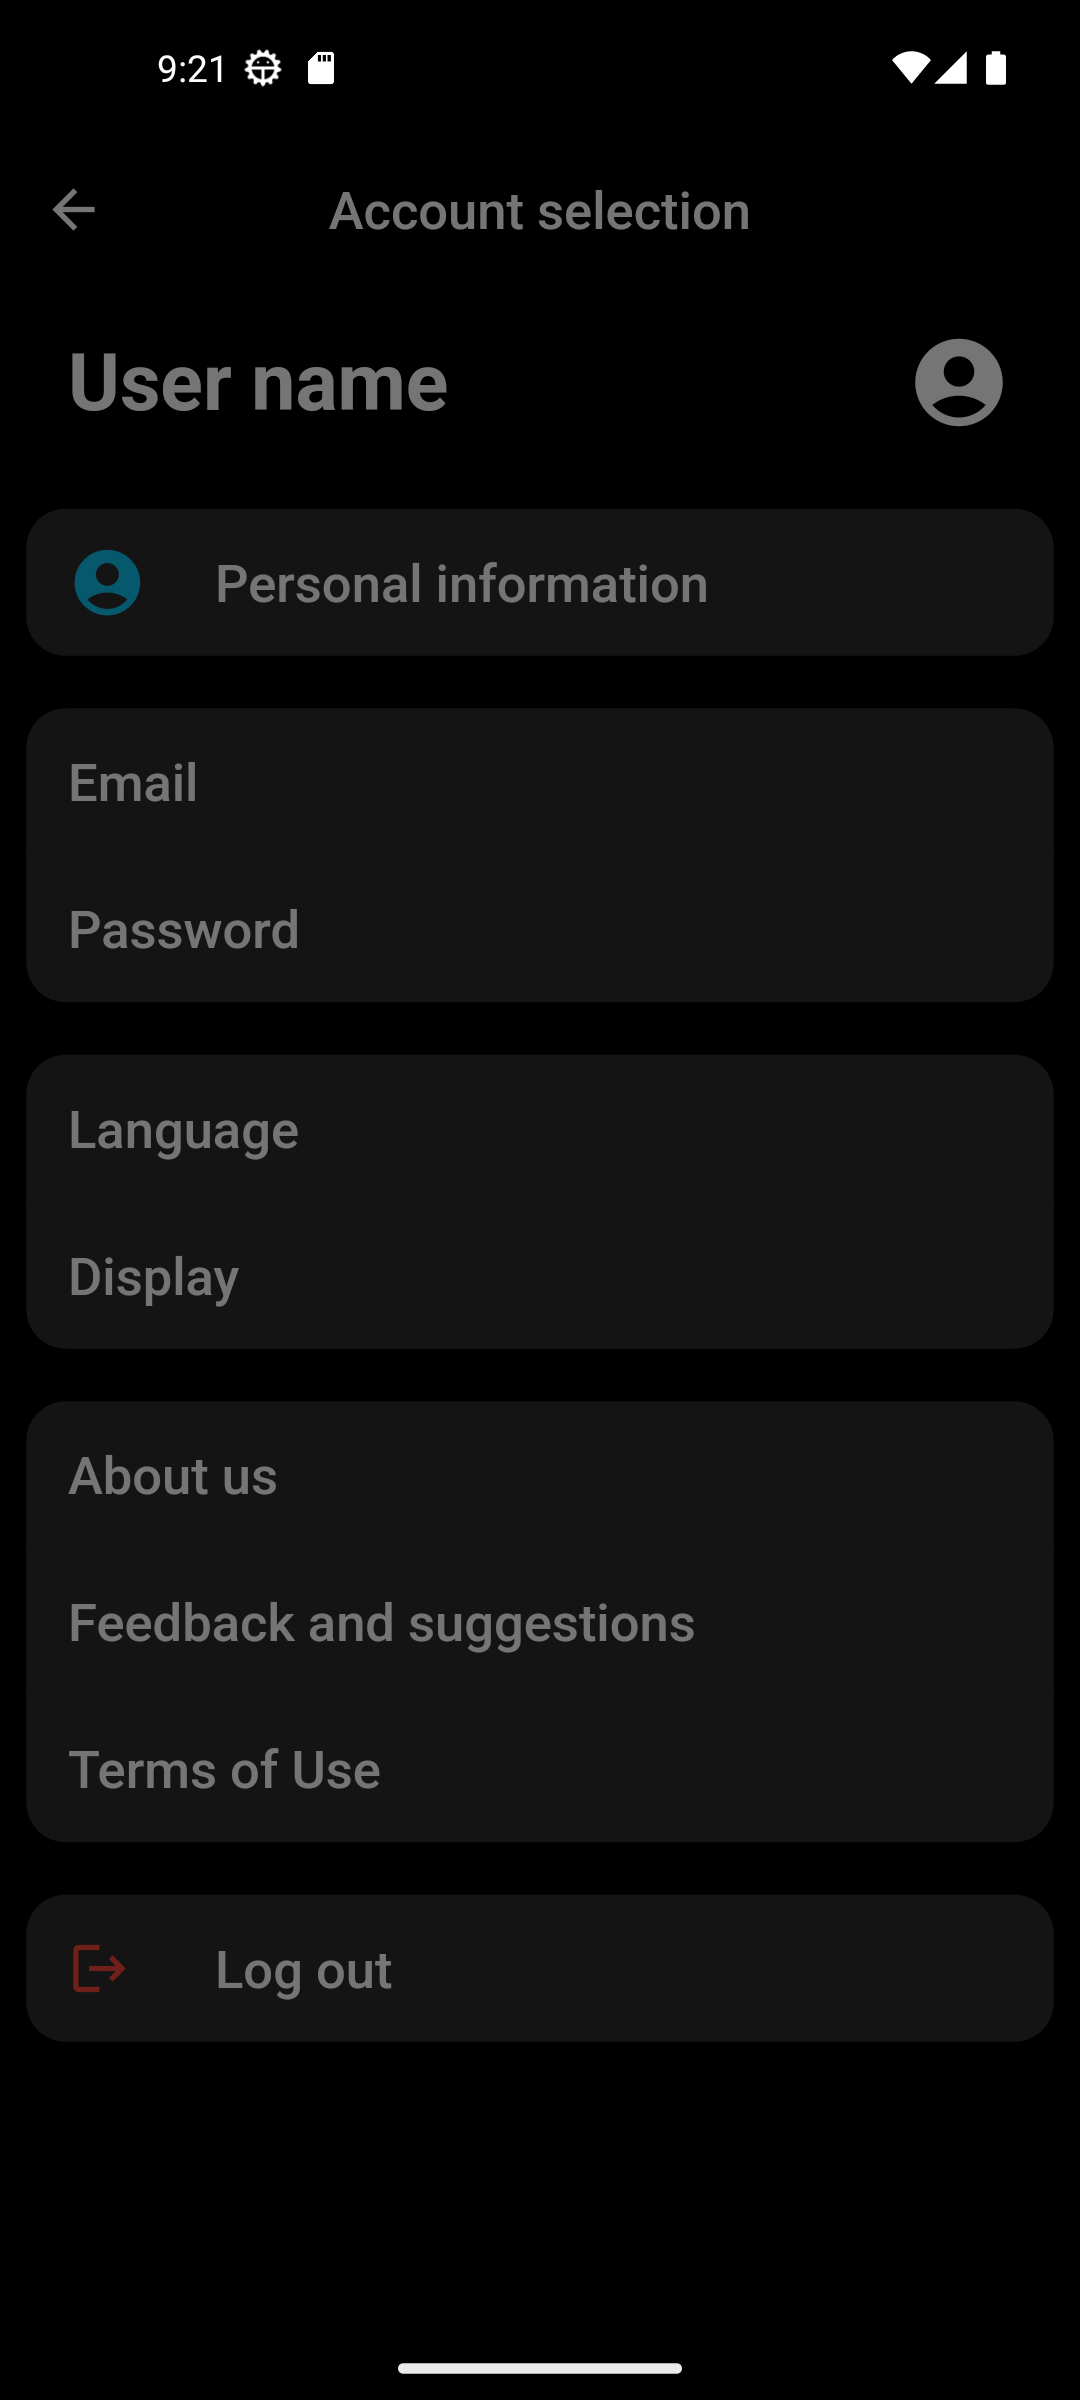 9:21
Account selection
User name
Personal information
Email
Password
Language
Display
About us
Feedback and suggestions
Terms of Use
Log out